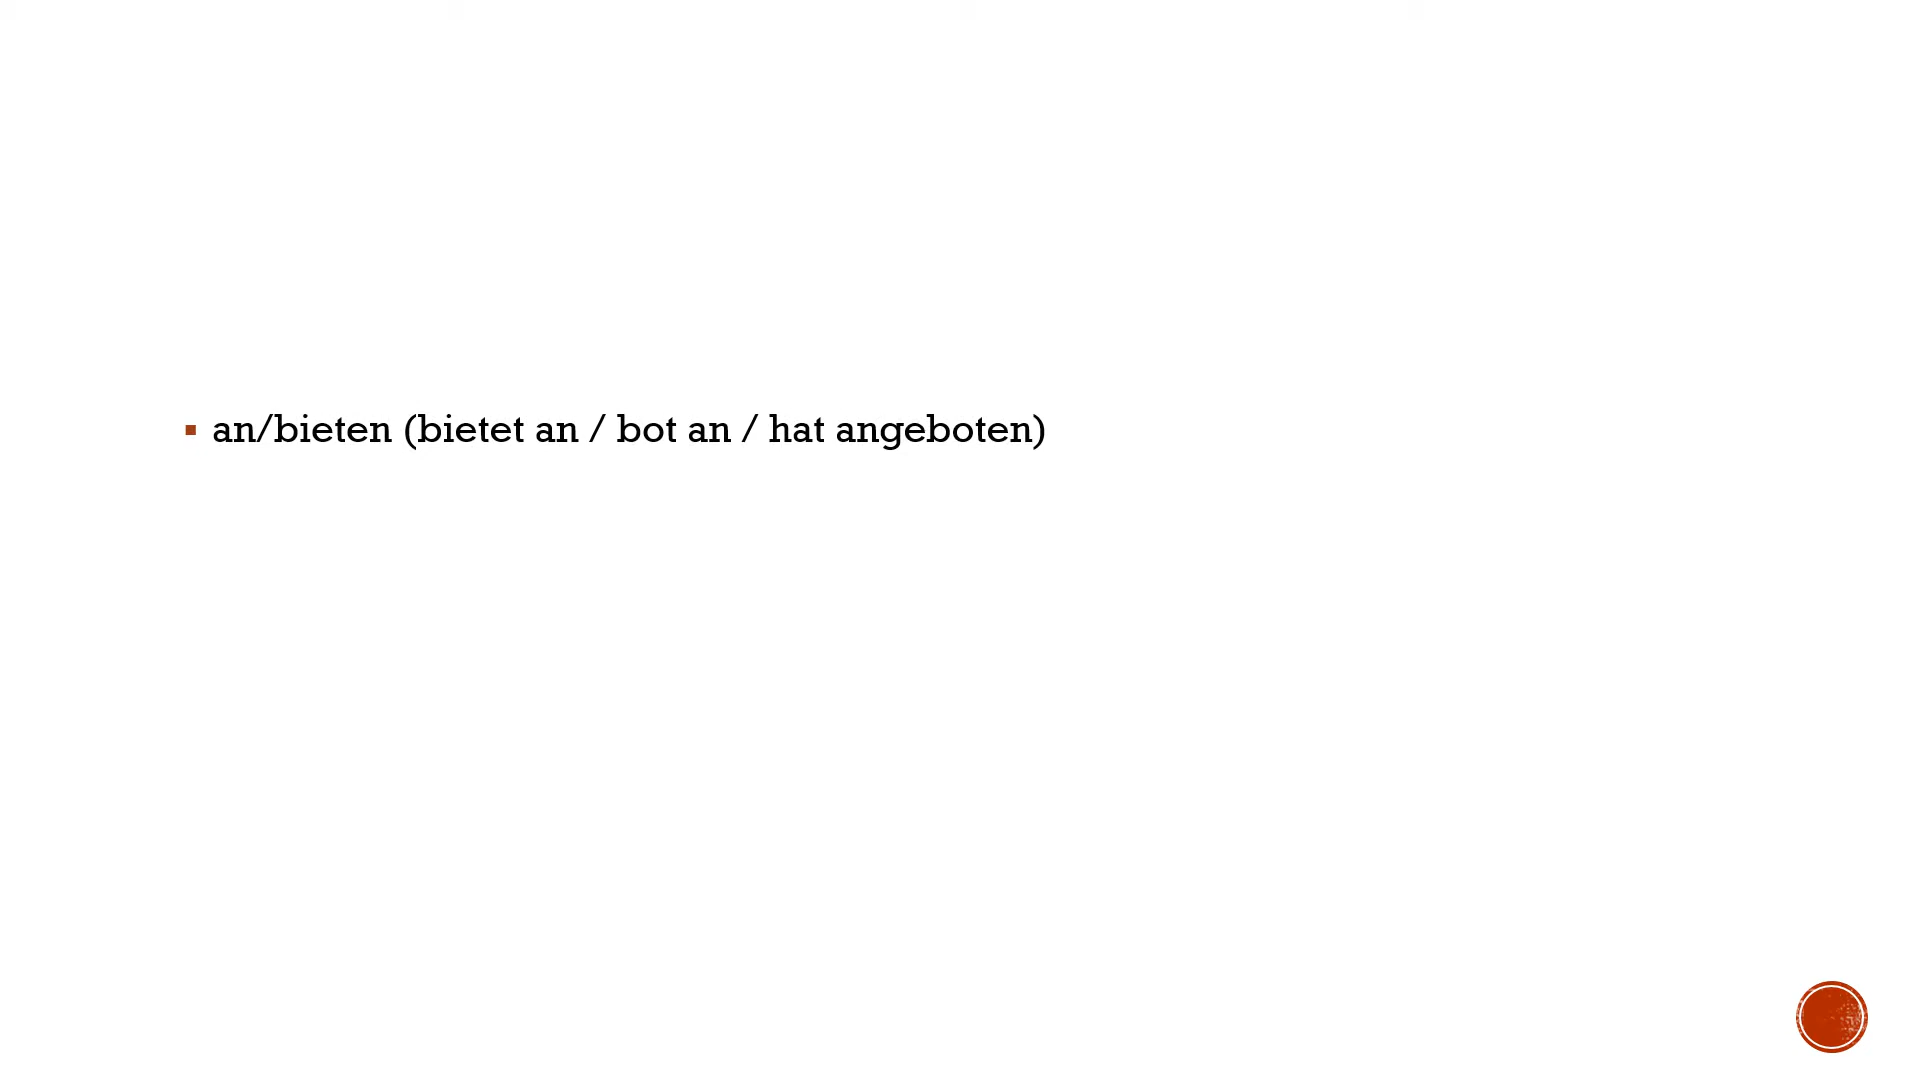 ▪ an/bieten (bietet an / bot an / hat angeboten)